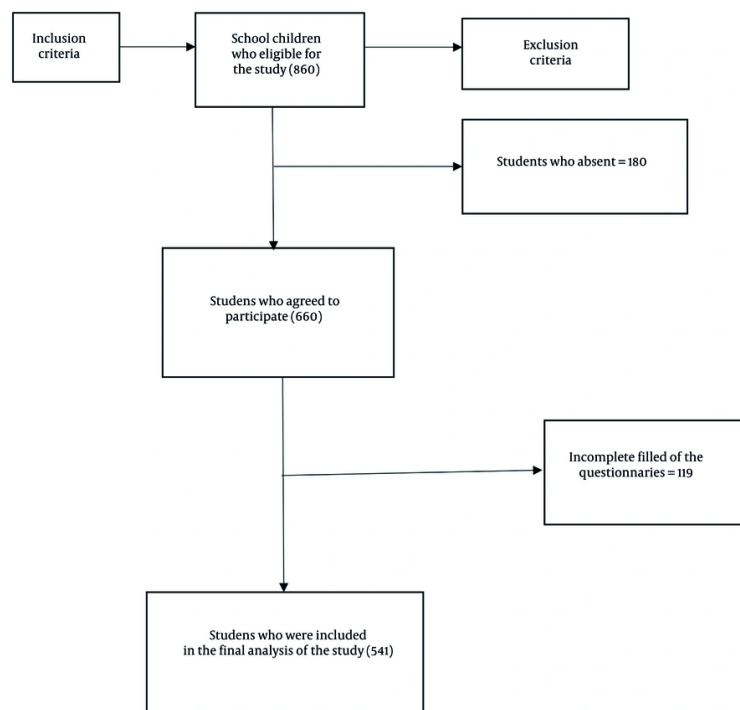 Inclusion
criteria
School children
who eligible for
the study (860)
Exclusion
criteria
Students who absent = 180
Studens who agreed to
participate (660)
Incomplete filled of the
questionnaries = 119
Studens who were included
in the final analysis of the study (541)